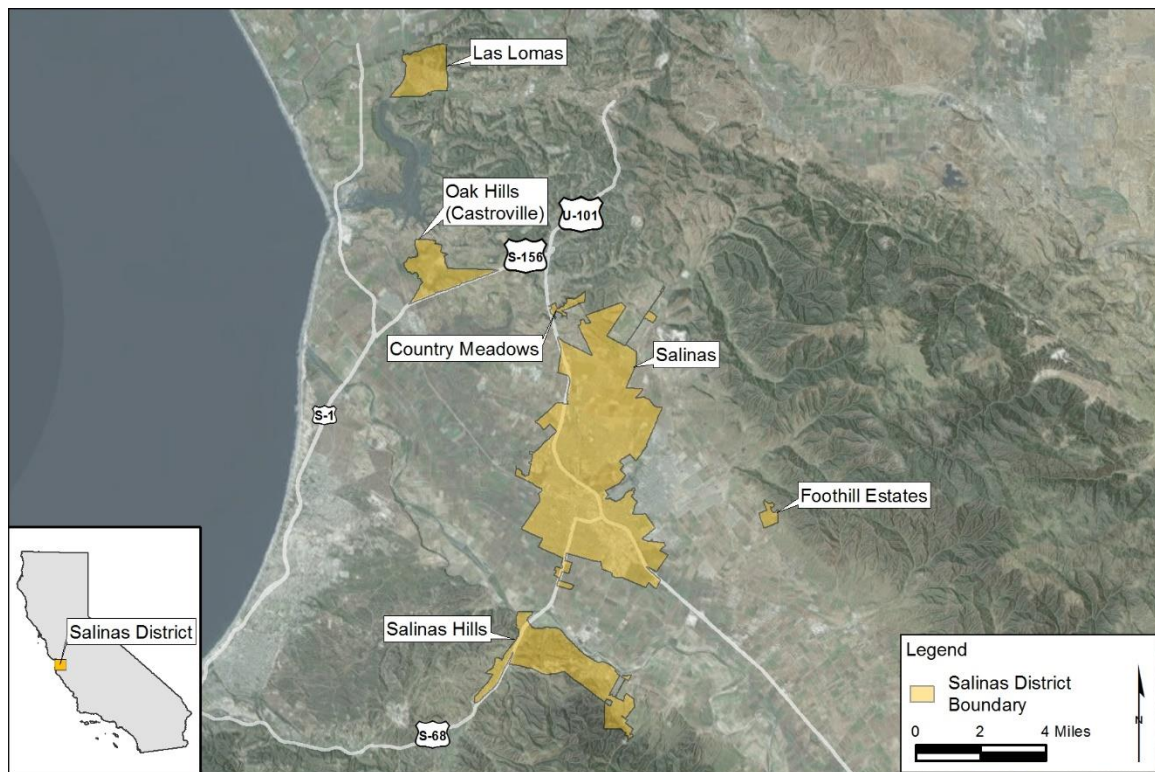 Las Lomas
Oak Hills
(Castroville)
U-101
S-156
Country Meadows
Salinas
S-1
Foothill Estates
Salinas Hills
Salinas District
S-68
Legend
Salinas District
Boundary
N
0 2 4 Miles